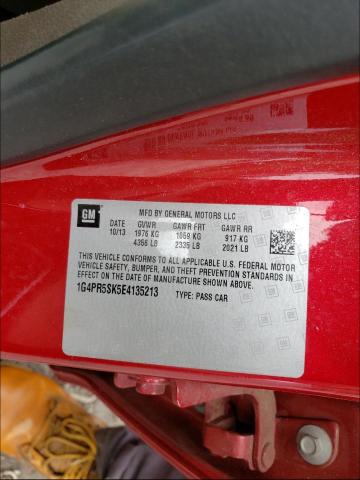 GM
MFD BY GENERAL MOTORS LLC
DATE GVWR GAWR FRT GAWR RR
10/13 1976 KG 1059 KG 917 KG
4356 LB 2335 LB 2021 LB
THIS VEHICLE CONFORMS TO ALL APPLICABLE U.S. FEDERAL MOTOR
VEHICLE SAFETY, BUMPER, AND THEFT PREVENTION STANDARDS IN
EFFECT ON THE DATE OF MANUFACTURE SHOWN ABOVE.
1G4PR5SK5E4135213 TYPE: PASS CAR